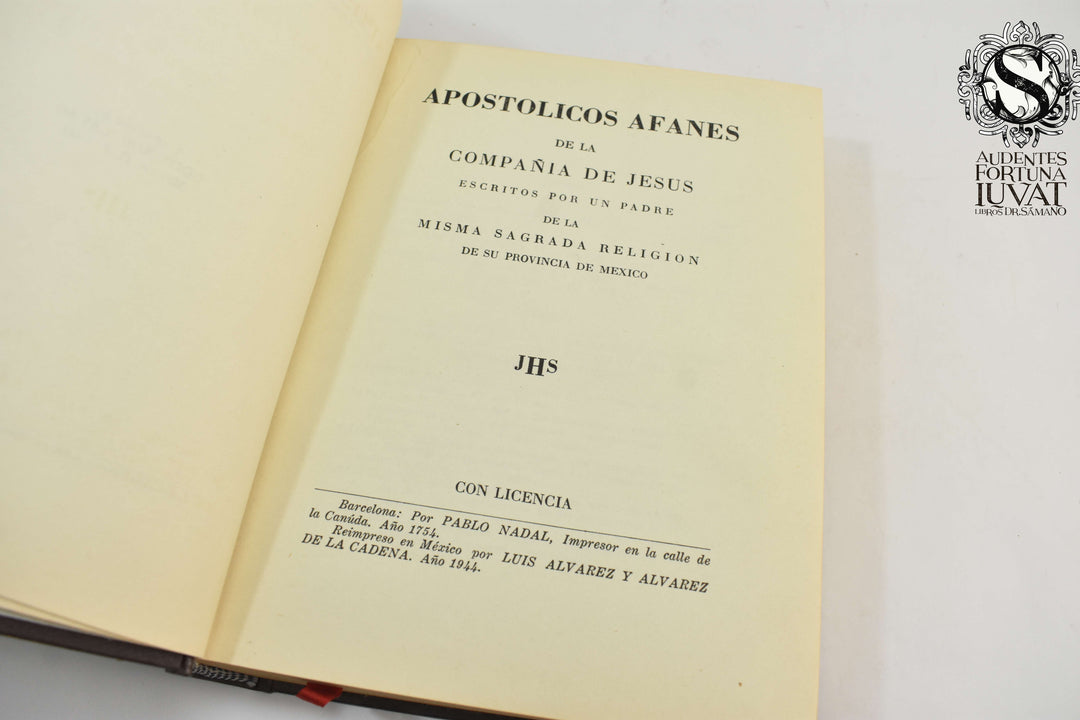 APOSTOLICOS AFANES
DE LA
COMPAÑIA DE JESUS
ESCRITOS POR UN PADRE
DE LA
MISMA SAGRADA RELIGION
DE SU PROVINCIA DE MEXICO
JHS
CON LICENCIA
Barcelona: Por PABLO NADAL, Impresor en la calle de
la Canúda. Año 1754.
Reimpreso en México por LUIS ALVAREZ Y ALVAREZ
DE LA CADENA. Año 1944.
S
AUDENTES
FORTUNA
IUVAT
LIBROS DR. SÁMANO